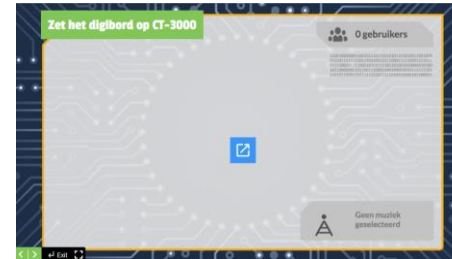 Zet het digibord op CT-3000
0 gebruikers
Geen muziek
geselecteerd
Exit